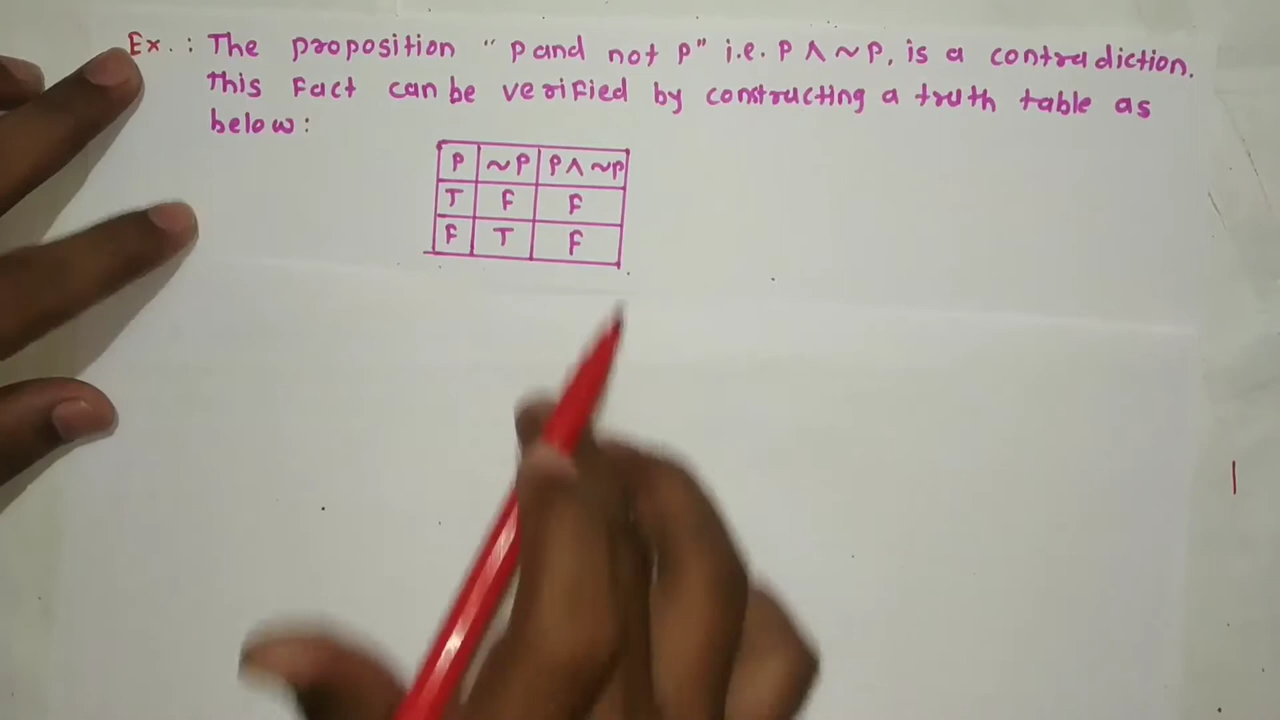 Ex. : The proposition "p and not p" i.e. P ∧ ~P, is a contradiction.
This Fact can be verified by constructing a truth table as
below:
P ~P P ∧ ~P
T F F
F T F